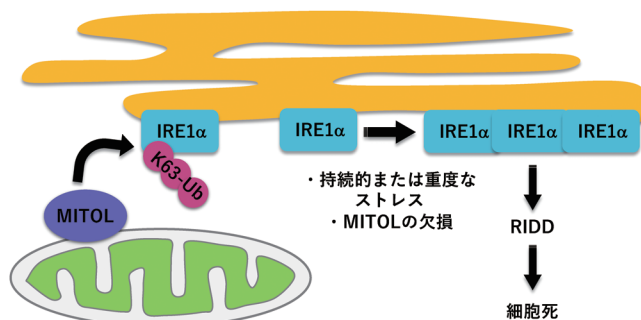 IRE1α
K63-Ub
MITOL
IRE1α
・持続的または重度な
ストレス
・MITOLの欠損
IRE1α
IRE1α
IRE1α
RIDD
細胞死